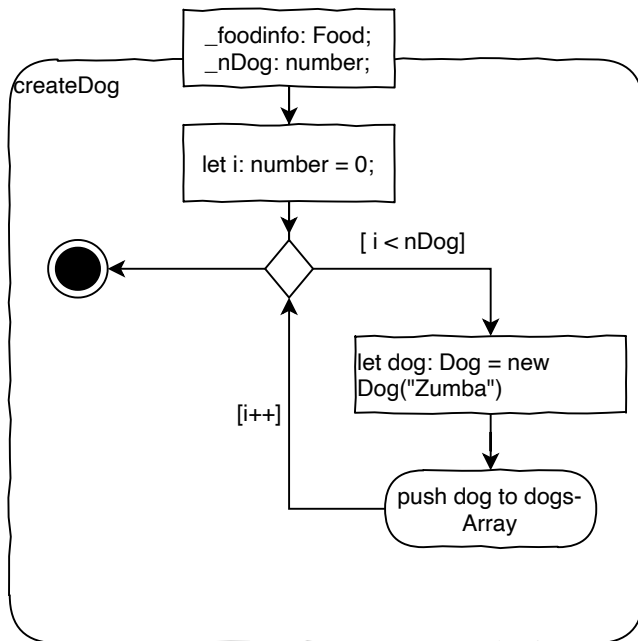 _foodinfo: Food;
_nDog: number;
createDog
let i: number = 0;
[ i < nDog]
let dog: Dog = new
Dog("Zumba")
[i++]
push dog to dogs-
Array